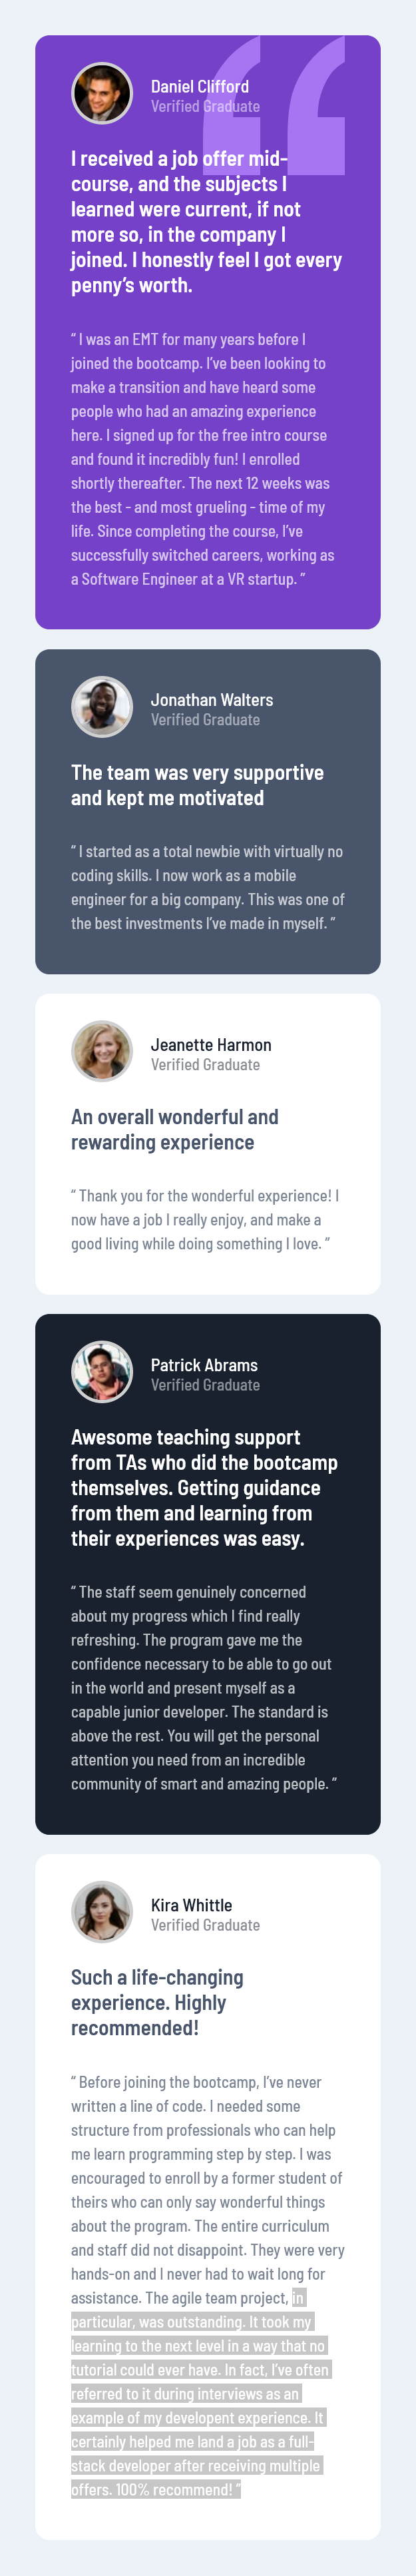 Daniel Clifford
Verified Graduate
I received a job offer mid-
course, and the subjects I
learned were current, if not
more so, in the company I
joined. I honestly feel I got every
penny’s worth.
“ I was an EMT for many years before I
joined the bootcamp. I’ve been looking to
make a transition and have heard some
people who had an amazing experience
here. I signed up for the free intro course
and found it incredibly fun! I enrolled
shortly thereafter. The next 12 weeks was
the best - and most grueling - time of my
life. Since completing the course, I’ve
successfully switched careers, working as
a Software Engineer at a VR startup. ”
Jonathan Walters
Verified Graduate
The team was very supportive
and kept me motivated
“ I started as a total newbie with virtually no
coding skills. I now work as a mobile
engineer for a big company. This was one of
the best investments I’ve made in myself. ”
Jeanette Harmon
Verified Graduate
An overall wonderful and
rewarding experience
“ Thank you for the wonderful experience! I
now have a job I really enjoy, and make a
good living while doing something I love. ”
Patrick Abrams
Verified Graduate
Awesome teaching support
from TAs who did the bootcamp
themselves. Getting guidance
from them and learning from
their experiences was easy.
“ The staff seem genuinely concerned
about my progress which I find really
refreshing. The program gave me the
confidence necessary to be able to go out
in the world and present myself as a
capable junior developer. The standard is
above the rest. You will get the personal
attention you need from an incredible
community of smart and amazing people. ”
Kira Whittle
Verified Graduate
Such a life-changing
experience. Highly
recommended!
“ Before joining the bootcamp, I’ve never
written a line of code. I needed some
structure from professionals who can help
me learn programming step by step. I was
encouraged to enroll by a former student of
theirs who can only say wonderful things
about the program. The entire curriculum
and staff did not disappoint. They were very
hands-on and I never had to wait long for
assistance. The agile team project, in
particular, was outstanding. It took my
learning to the next level in a way that no
tutorial could ever have. In fact, I’ve often
referred to it during interviews as an
example of my developent experience. It
certainly helped me land a job as a full-
stack developer after receiving multiple
offers. 100% recommend! ”